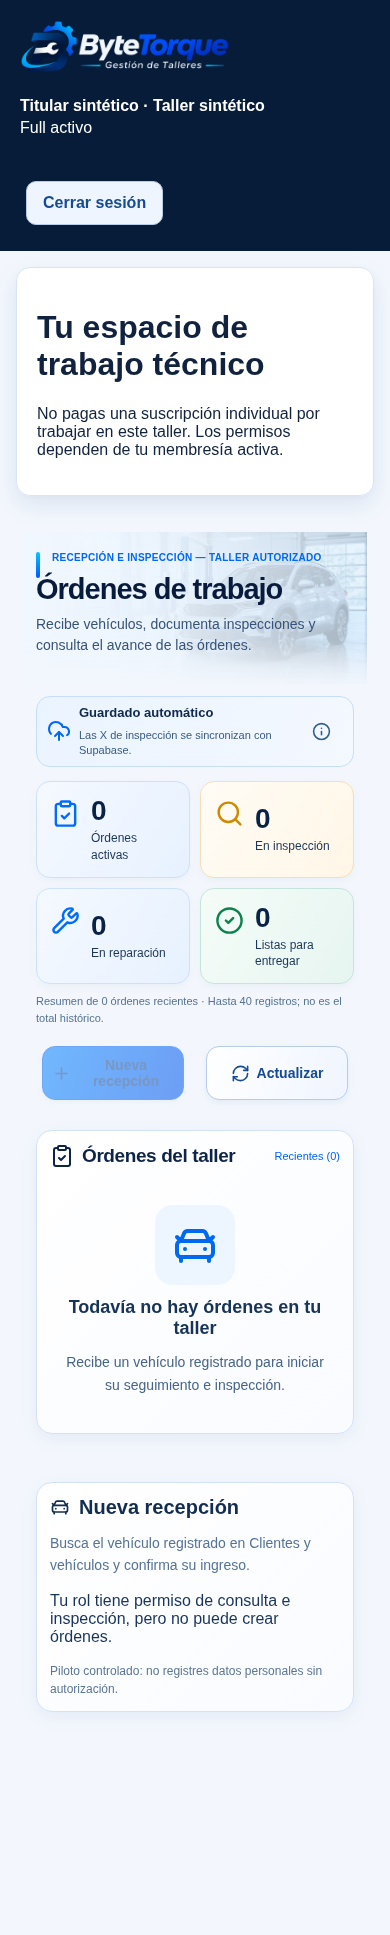 ByteTorque
Gestión de Talleres
Titular sintético · Taller sintético
Full activo
Cerrar sesión
Tu espacio de
trabajo técnico
No pagas una suscripción individual por
trabajar en este taller. Los permisos
dependen de tu membresía activa.
RECEPCIÓN E INSPECCIÓN — TALLER AUTORIZADO
Órdenes de trabajo
Recibe vehículos, documenta inspecciones y
consulta el avance de las órdenes.
Guardado automático
Las X de inspección se sincronizan con
Supabase.
0
Órdenes
activas
0
En inspección
0
En reparación
0
Listas para
entregar
Resumen de 0 órdenes recientes · Hasta 40 registros; no es el
total histórico.
Nueva
recepción
Actualizar
Órdenes del taller
Recientes (0)
Todavía no hay órdenes en tu
taller
Recibe un vehículo registrado para iniciar
su seguimiento e inspección.
Nueva recepción
Busca el vehículo registrado en Clientes y
vehículos y confirma su ingreso.
Tu rol tiene permiso de consulta e
inspección, pero no puede crear
órdenes.
Piloto controlado: no registres datos personales sin
autorización.